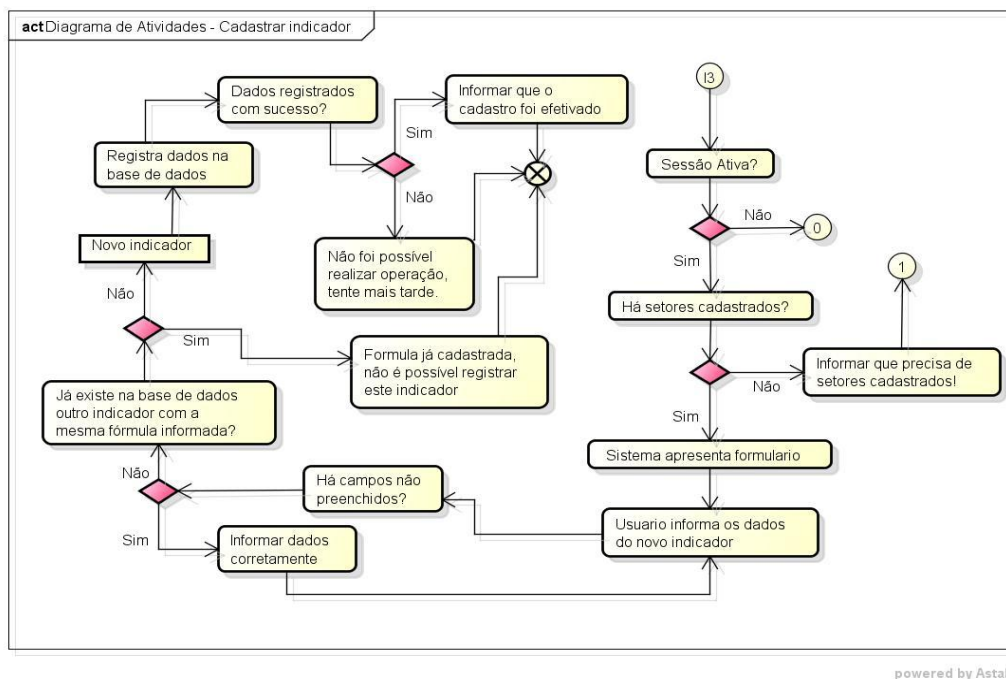 act Diagrama de Atividades - Cadastrar indicador
I3
Sessão Ativa?
Não
0
Sim
Há setores cadastrados?
1
Não
Informar que precisa de
setores cadastrados!
Sim
Sistema apresenta formulario
Usuario informa os dados
do novo indicador
Há campos não
preenchidos?
Sim
Informar dados
corretamente
Não
Já existe na base de dados
outro indicador com a
mesma fórmula informada?
Sim
Formula já cadastrada,
não é possível registrar
este indicador
Não
Novo indicador
Registra dados na
base de dados
Dados registrados
com sucesso?
Sim
Informar que o
cadastro foi efetivado
Não
Não foi possível
realizar operação,
tente mais tarde.
powered by Asta